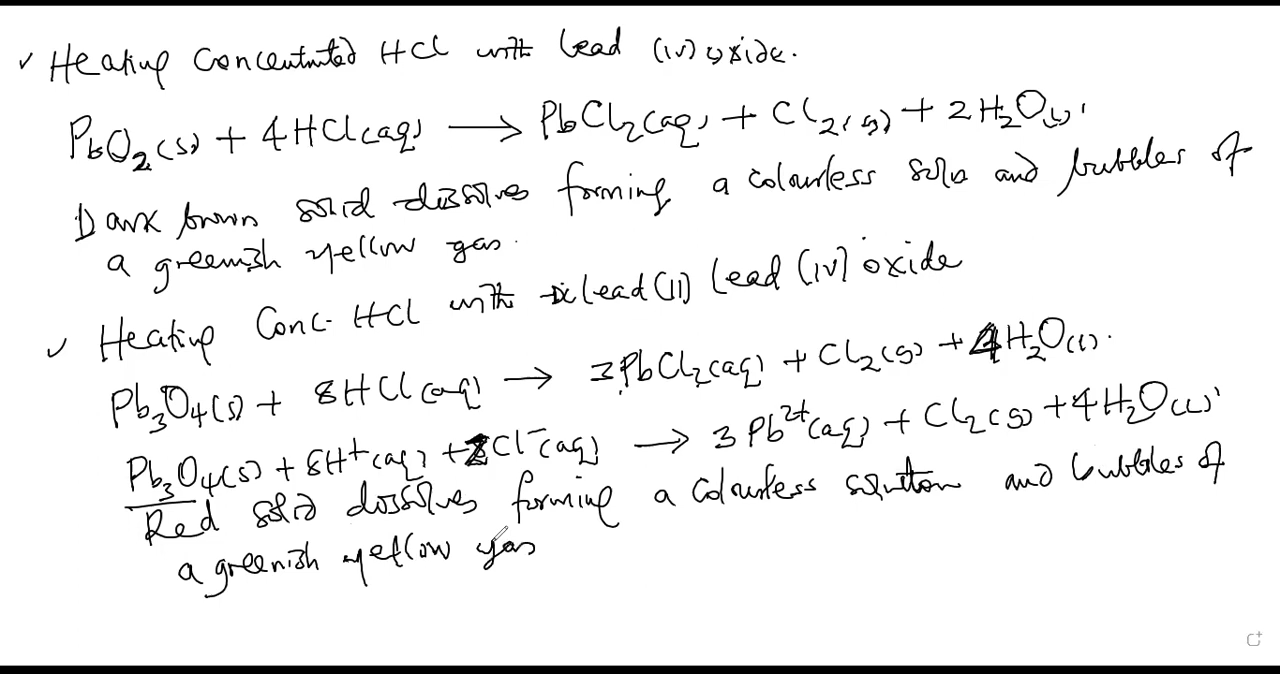 ✓ Heating Concentrated HCl with lead (iv) oxide.
PbO₂(s) + 4HCl(aq) → PbCl₂(aq) + Cl₂(g) + 2H₂O(l).
Dark brown solid dissolves forming a colourless soln and bubbles of
a greenish yellow gas.
✓ Heating Conc. HCl with lead (II) lead (IV) oxide
Pb₃O₄(s) + 8HCl(aq) → 3PbCl₂(aq) + Cl₂(g) + 4H₂O(l).
Pb₃O₄(s) + 8H⁺(aq) + 2Cl⁻(aq) → 3Pb²⁺(aq) + Cl₂(g) + 4H₂O(l).
Red solid dissolves forming a colourless solution and bubbles of
a greenish yellow gas